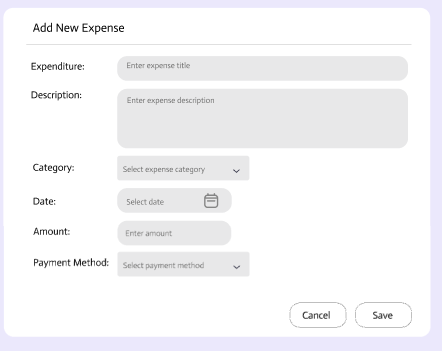 Add New Expense
Expenditure: Enter expense title
Description: Enter expense description
Category: Select expense category
Date: Select date
Amount: Enter amount
Payment Method: Select payment method
Cancel Save